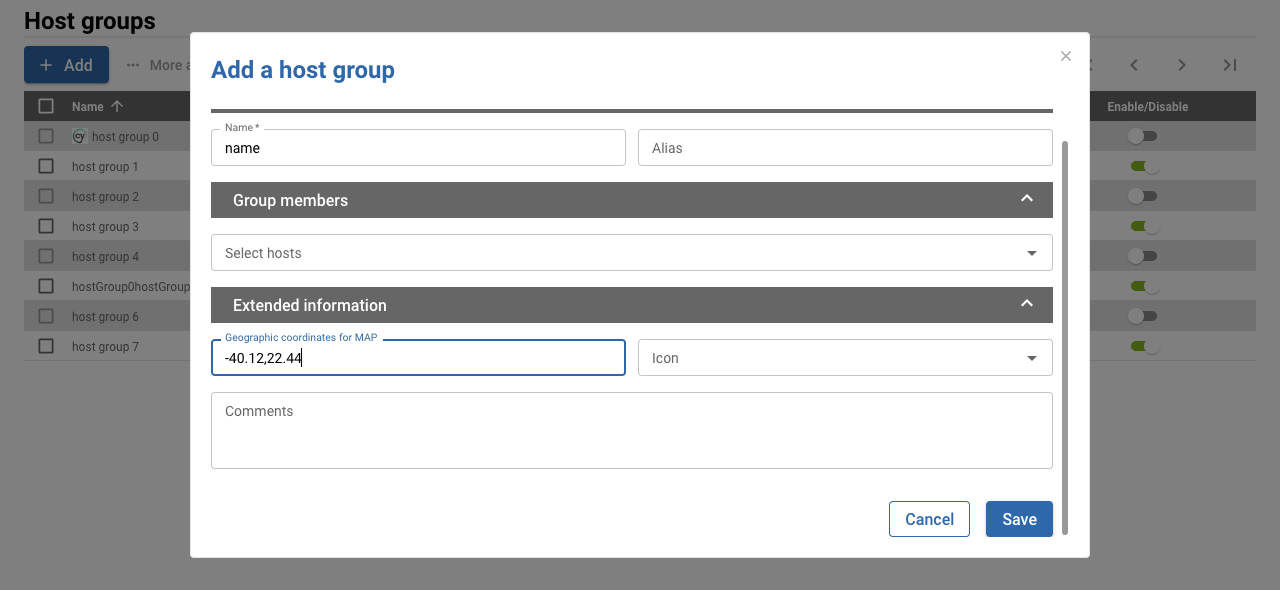 Host groups
Add
More a
Name
Enable/Disable
host group 0
host group 1
host group 2
host group 3
host group 4
hostGroup0hostGroup
host group 6
host group 7
Add a host group
Name *
name
Alias
Group members
Select hosts
Extended information
Geographic coordinates for MAP
-40.12,22.44
Icon
Comments
Cancel
Save